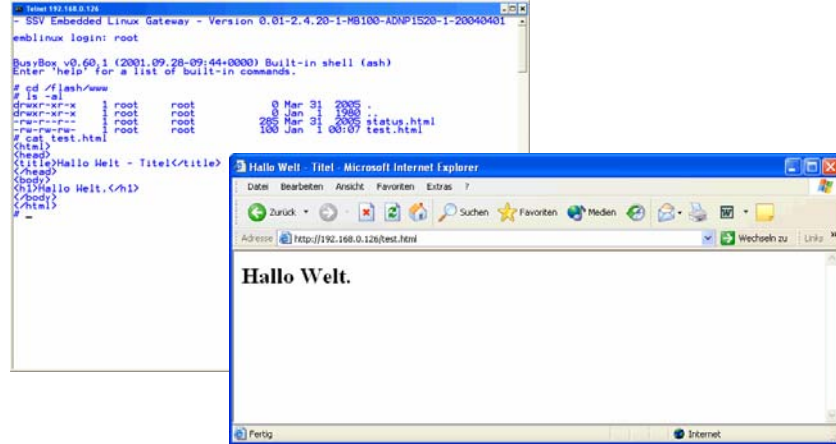 Telnet 192.168.0.126
- SSV Embedded Linux Gateway - Version 0.01-2.4.20-1-MB100-ADNP1520-1-20040401
emblinux login: root
BusyBox v0.60.1 (2001.09.28-09:44+0000) Built-in shell (ash)
Enter 'help' for a list of built-in commands.
# cd /flash/www
# ls -al
drwxr-xr-x 1 root root 0 Mar 31 2005 .
drwxr-xr-x 1 root root 0 Jan 1 1980 ..
-rw-r--r-- 1 root root 285 Mar 31 2005 status.html
-rw-rw-rw- 1 root root 100 Jan 1 00:07 test.html
# cat test.html
<html>
<head>
<title>Hallo Welt - Titel</title>
</head>
<body>
<h1>Hallo Welt.</h1>
</body>
</html>
# _
Hallo Welt - Titel - Microsoft Internet Explorer
Datei Bearbeiten Ansicht Favoriten Extras ?
Zurück Suchen Favoriten Medien
Adresse http://192.168.0.126/test.html Wechseln zu Links »
Hallo Welt.
Fertig Internet